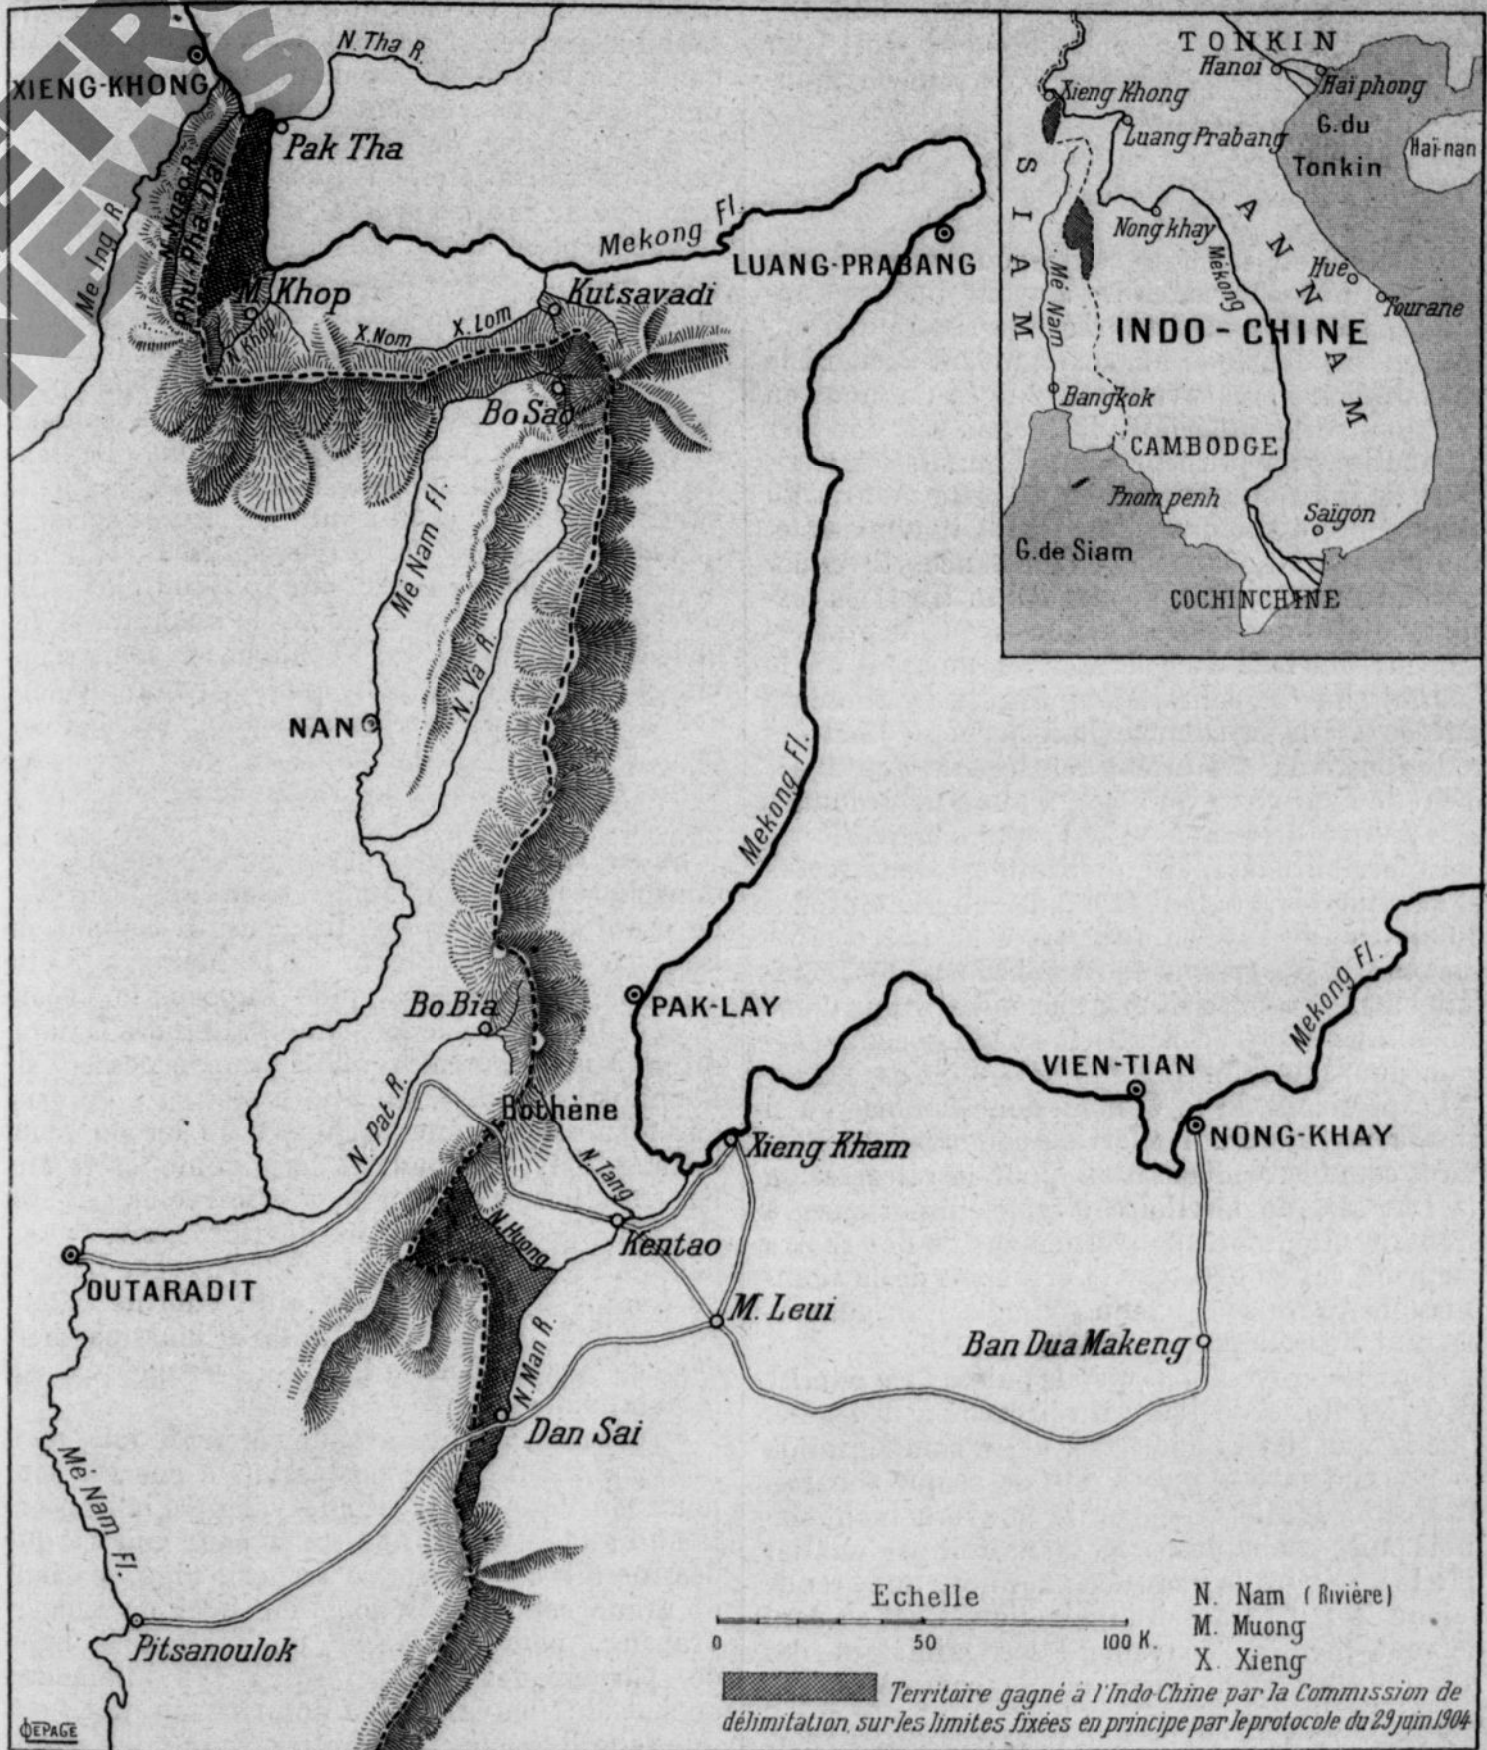 XIENG-KHONG
N. Tha R.
Pak Tha
Me Ing R.
N. Ngao R.
Phu Pha Dai
M. Khop
N. Khop
X. Nom
X. Lom
Kutsavadi
Mekong Fl.
LUANG-PRABANG
Bo Sao
Mė Nam Fl.
N. Va R.
NAN
Mekong Fl.
Bo Bia
PAK-LAY
N. Pat R.
Bothène
N. Tang
Xieng Kham
VIEN-TIAN
NONG-KHAY
Mekong Fl.
N. Huong
Kentao
OUTARADIT
M. Leui
Ban Dua Makeng
N. Man R.
Dan Sai
Mė Nam Fl.
Pitsanoulok
TONKIN
Hanoi
Haï phong
Xieng Khong
Luang Prabang
G. du
Tonkin
Haï-nan
SIAM
Nong khay
Mékong
ANNAM
Hué
Tourane
Mé Nam
INDO-CHINE
Bangkok
CAMBODGE
Pnom penh
Saïgon
G. de Siam
COCHINCHINE
Echelle
0 50 100 K.
N. Nam (Rivière)
M. Muong
X. Xieng
Territoire gagné à l'Indo-Chine par la Commission de
délimitation, sur les limites fixées en principe par le protocole du 29 juin 1904
DEPAGE